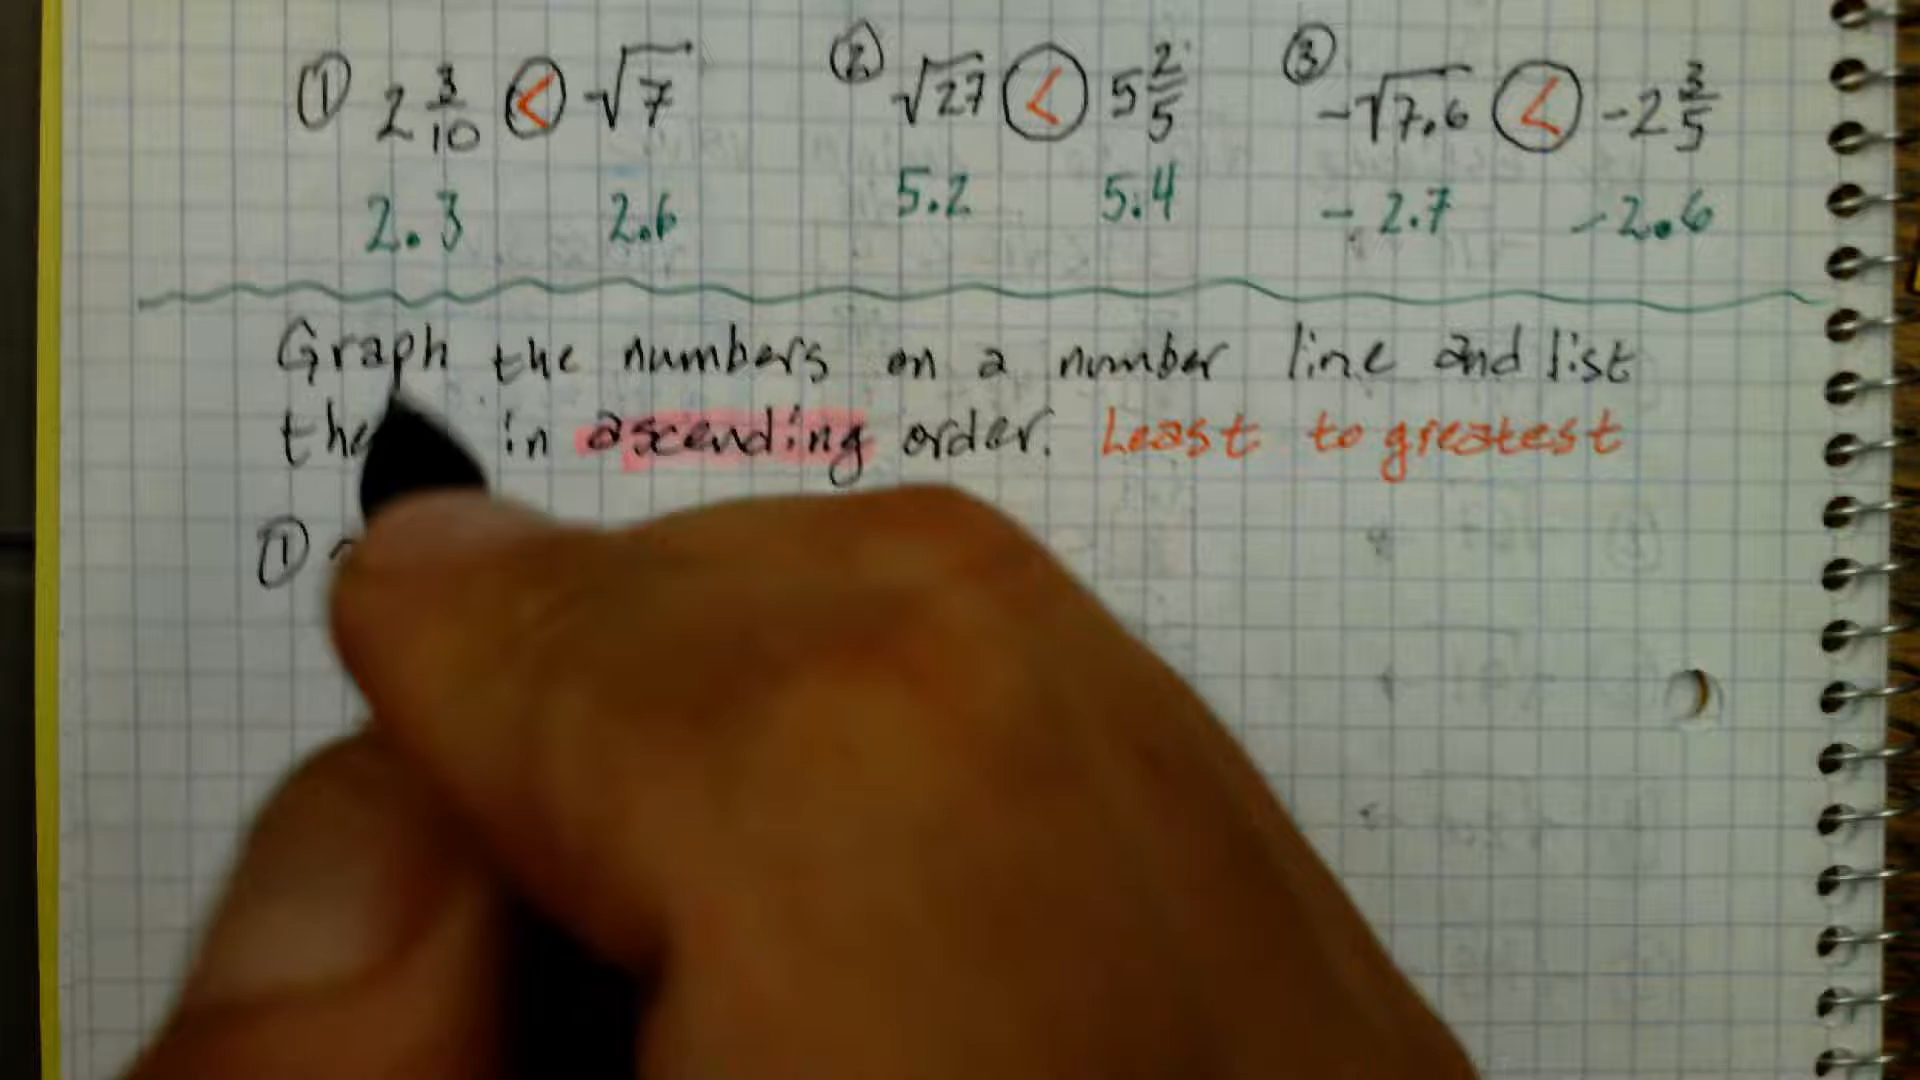 ① 2 3/10 < √7 ② √27 < 5 2/5 ③ -√7.6 < -2 3/5
2.3 2.6 5.2 5.4 - 2.7 -2.6
Graph the numbers on a number line and list
in ascending order. Least to greatest
①